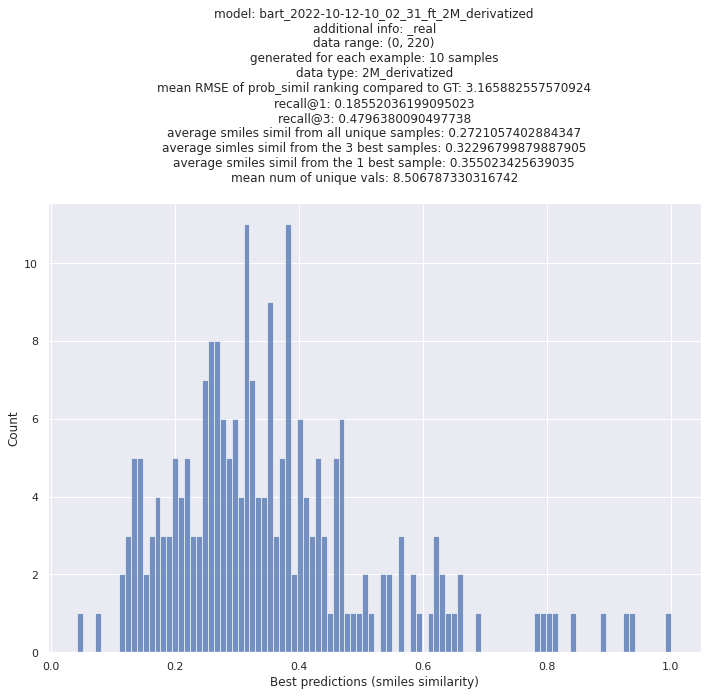 model: bart_2022-10-12-10_02_31_ft_2M_derivatized
additional info: _real
data range: (0, 220)
generated for each example: 10 samples
data type: 2M_derivatized
mean RMSE of prob_simil ranking compared to GT: 3.165882557570924
recall@1: 0.18552036199095023
recall@3: 0.4796380090497738
average smiles simil from all unique samples: 0.2721057402884347
average simles simil from the 3 best samples: 0.32296799879887905
average smiles simil from the 1 best sample: 0.355023425639035
mean num of unique vals: 8.506787330316742
10
8
6
4
2
0
Count
0.0 0.2 0.4 0.6 0.8 1.0
Best predictions (smiles similarity)